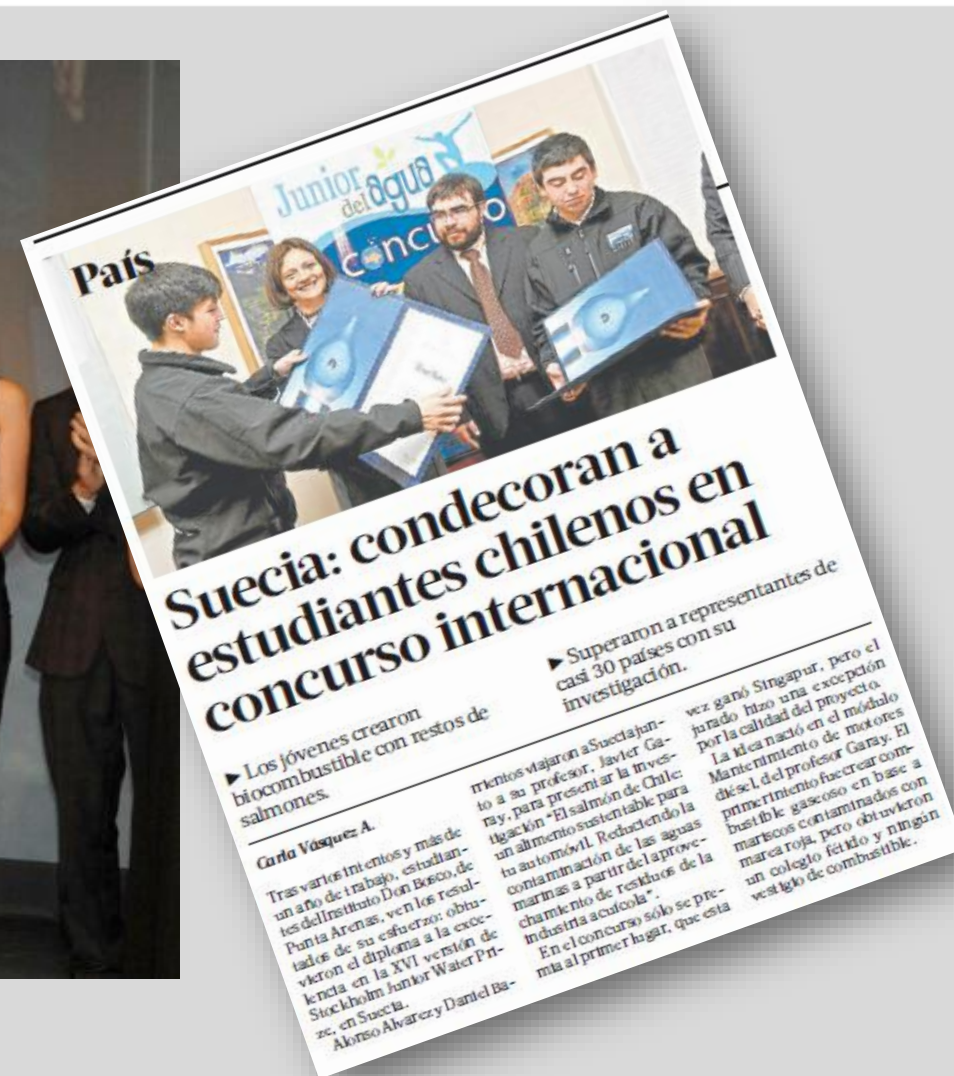 País
Junior
del agua
concurso
Suecia: condecoran a
estudiantes chilenos en
concurso internacional
▶ Los jóvenes crearon
biocombustible con restos de
salmones.
▶ Superaron a representantes de
casi 30 países con su
investigación.
Carla Vásquez A.
Tras varios intentos y más de
un año de trabajo, estudian-
tes del Instituto Don Bosco, de
Punta Arenas, ven los resul-
tados de su esfuerzo: obtu-
vieron el diploma a la exce-
lencia en la XVI versión de
Stockholm Junior Water Pri-
ze, en Suecia.
Alonso Alvarez y Daniel Ba-
rrientos viajaron a Suecia jun-
to a su profesor, Javier Ga-
ray, para presentar la inves-
tigación "El salmón de Chile:
un alimento sustentable para
tu automóvil. Reduciendo la
contaminación de las aguas
marinas a partir del aprove-
chamiento de residuos de la
industria acuícola".
En el concurso sólo se pre-
mia al primer lugar, que esta
vez ganó Singapur, pero el
jurado hizo una excepción
por la calidad del proyecto.
La idea nació en el módulo
Mantenimiento de motores
diésel, del profesor Garay. El
primer intento fue crear com-
bustible gaseoso en base a
mariscos contaminados con
marea roja, pero obtuvieron
un colegio fétido y ningún
vestigio de combustible.